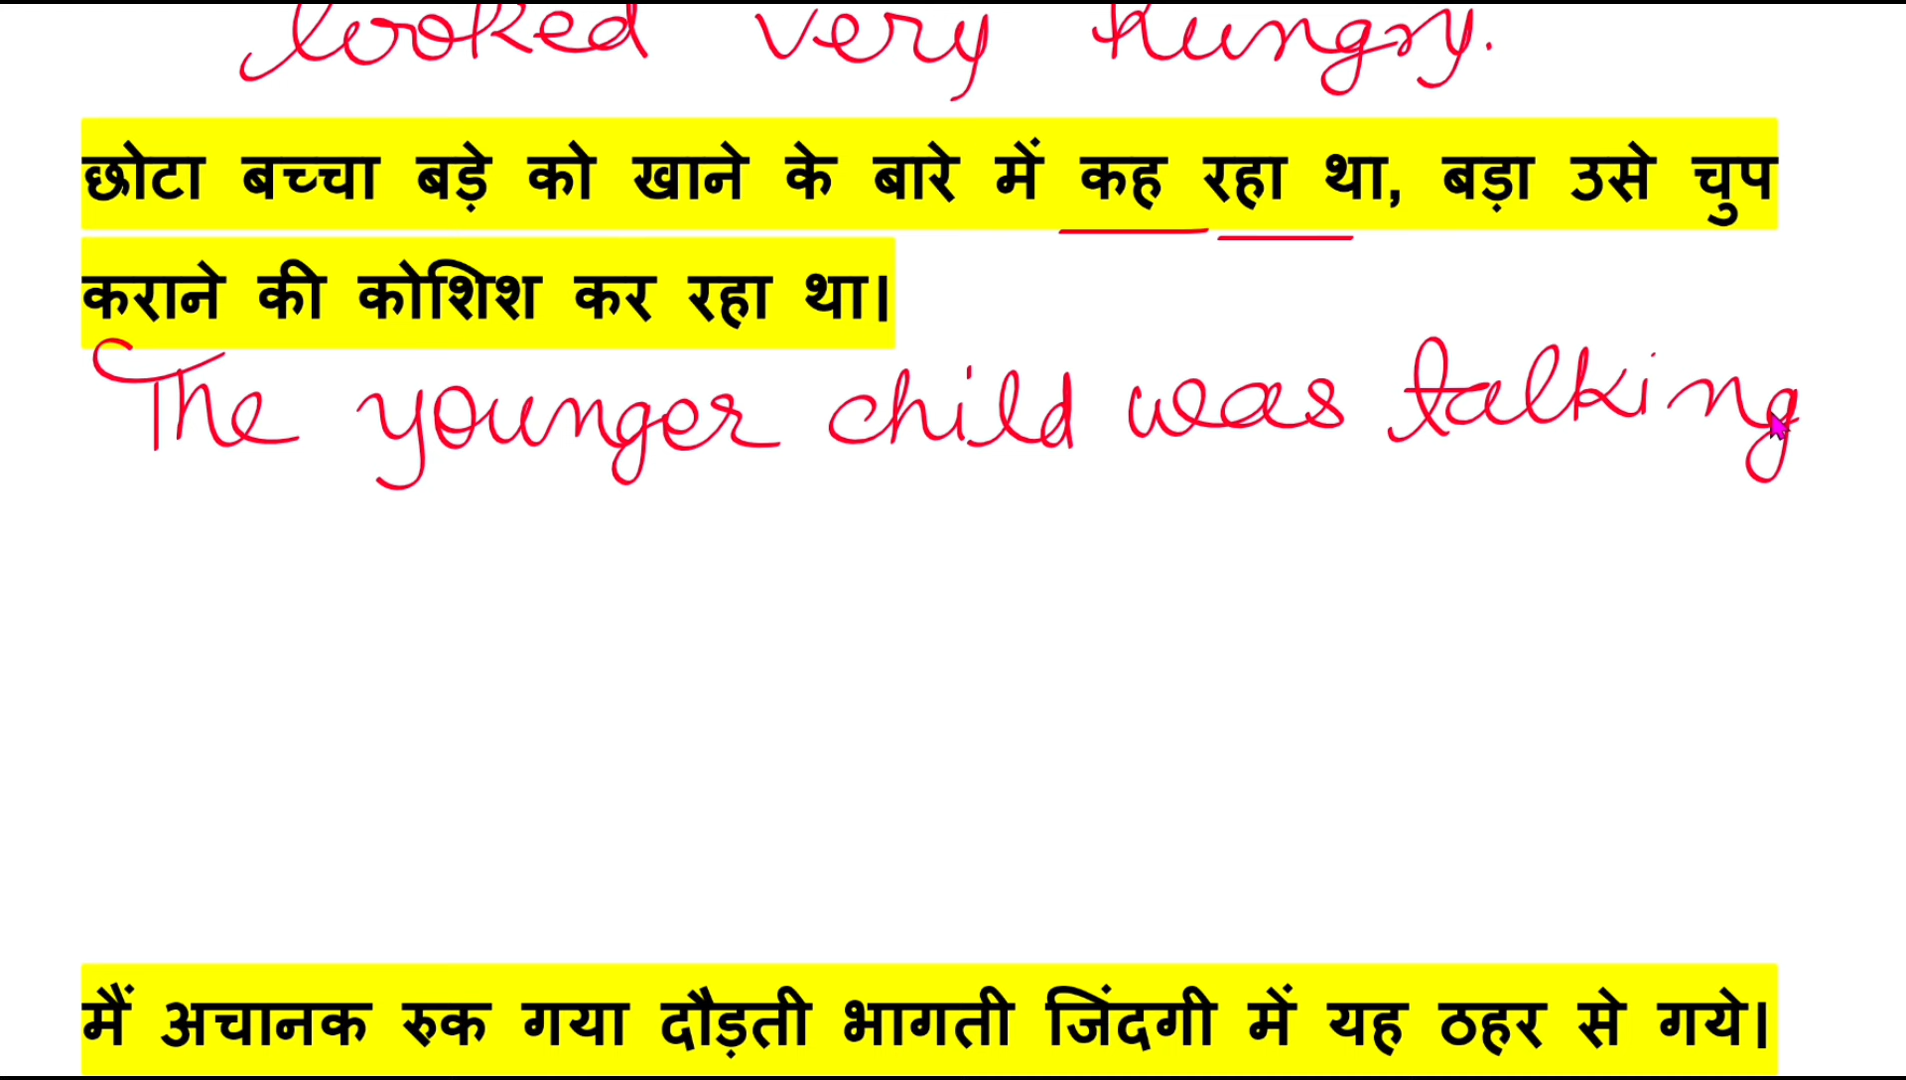 looked very hungry.
छोटा बच्चा बड़े को खाने के बारे में कह रहा था, बड़ा उसे चुप
कराने की कोशिश कर रहा था।
The younger child was talking
मैं अचानक रुक गया दौड़ती भागती जिंदगी में यह ठहर से गये।